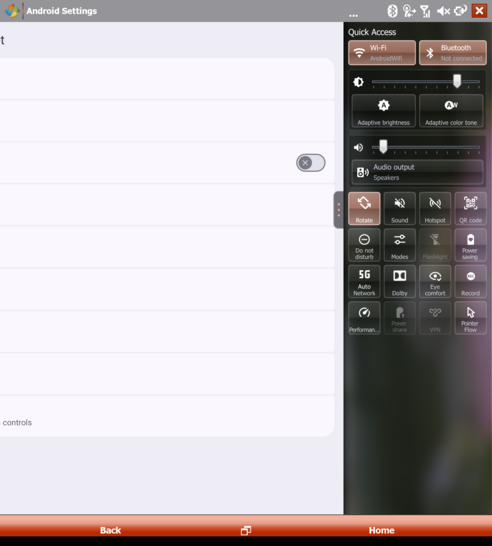 Android Settings
...
t
controls
Quick Access
Wi-Fi
AndroidWifi
Bluetooth
Not connected
A
Adaptive brightness
AW
Adaptive color tone
Audio output
Speakers
Rotate
Sound
Hotspot
QR code
Do not
disturb
Modes
Flashlight
Power
saving
5G
Auto
Network
Dolby
Eye
comfort
Record
Performan..
Power
share
VPN
Pointer
Flow
Back
Home